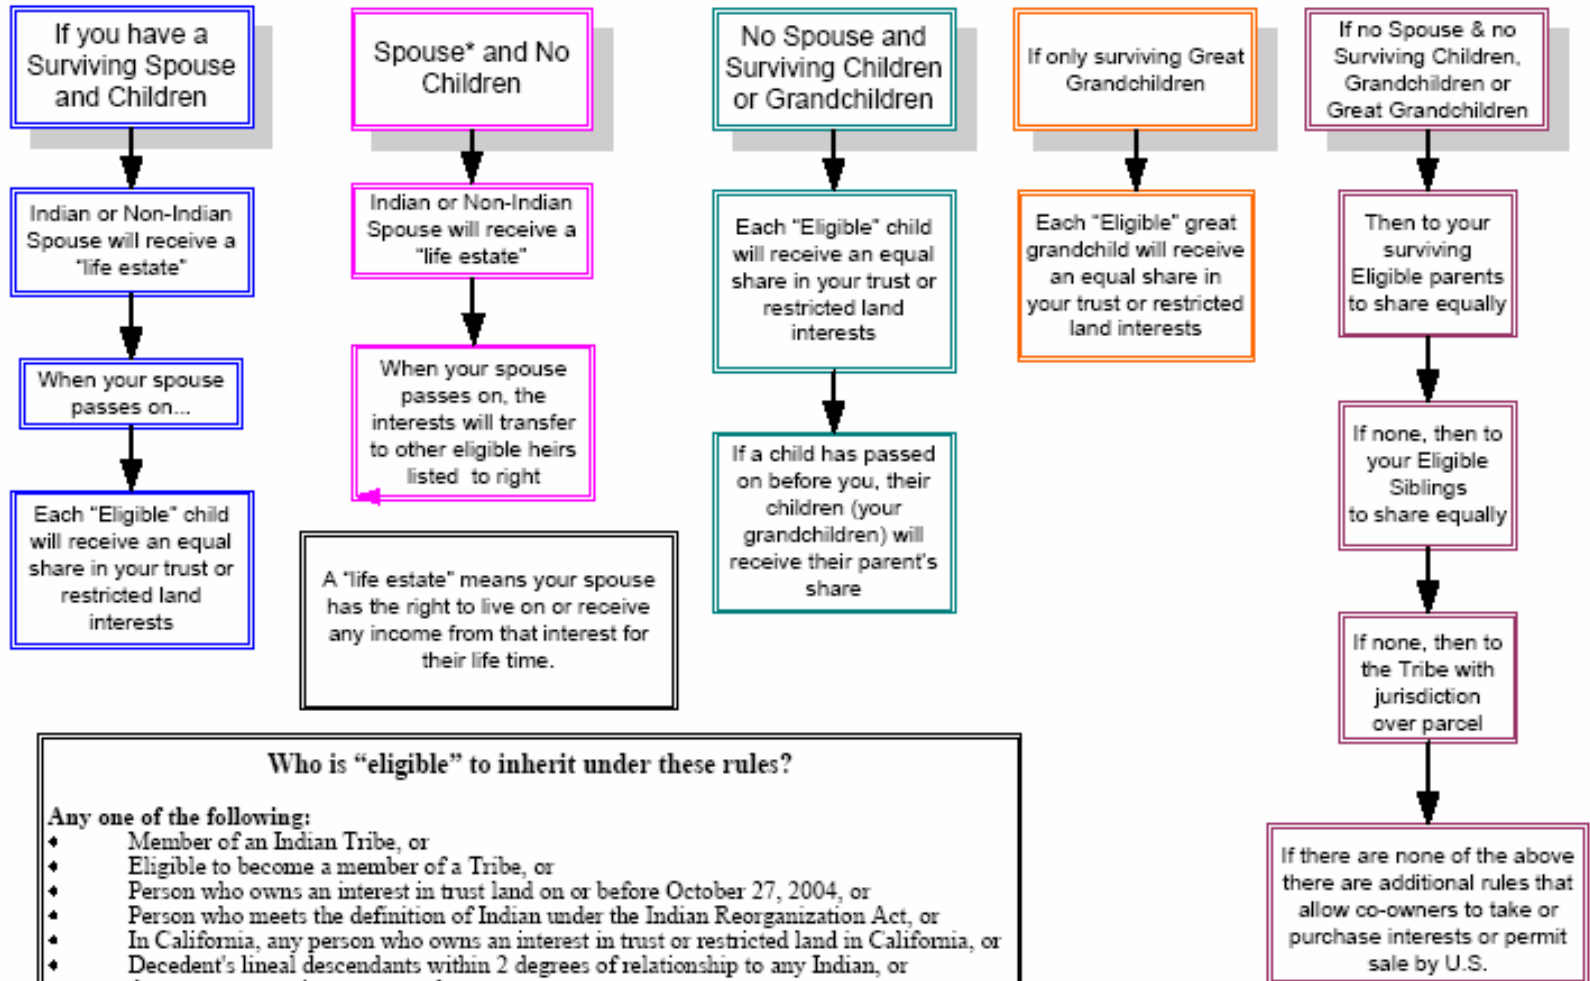 If you have a
Surviving Spouse
and Children
Indian or Non-Indian
Spouse will receive a
"life estate"
When your spouse
passes on...
Each "Eligible" child
will receive an equal
share in your trust or
restricted land
interests
Spouse* and No
Children
Indian or Non-Indian
Spouse will receive a
"life estate"
When your spouse
passes on, the
interests will transfer
to other eligible heirs
listed to right
A "life estate" means your spouse
has the right to live on or receive
any income from that interest for
their life time.
No Spouse and
Surviving Children
or Grandchildren
Each "Eligible" child
will receive an equal
share in your trust or
restricted land
interests
If a child has passed
on before you, their
children (your
grandchildren) will
receive their parent's
share
If only surviving Great
Grandchildren
Each "Eligible" great
grandchild will receive
an equal share in
your trust or restricted
land interests
If no Spouse & no
Surviving Children,
Grandchildren or
Great Grandchildren
Then to your
surviving
Eligible parents
to share equally
If none, then to
your Eligible
Siblings
to share equally
If none, then to
the Tribe with
jurisdiction
over parcel
If there are none of the above
there are additional rules that
allow co-owners to take or
purchase interests or permit
sale by U.S.
Who is “eligible” to inherit under these rules?
Any one of the following:
Member of an Indian Tribe, or
Eligible to become a member of a Tribe, or
Person who owns an interest in trust land on or before October 27, 2004, or
Person who meets the definition of Indian under the Indian Reorganization Act, or
In California, any person who owns an interest in trust or restricted land in California, or
Decedent's lineal descendants within 2 degrees of relationship to any Indian, or